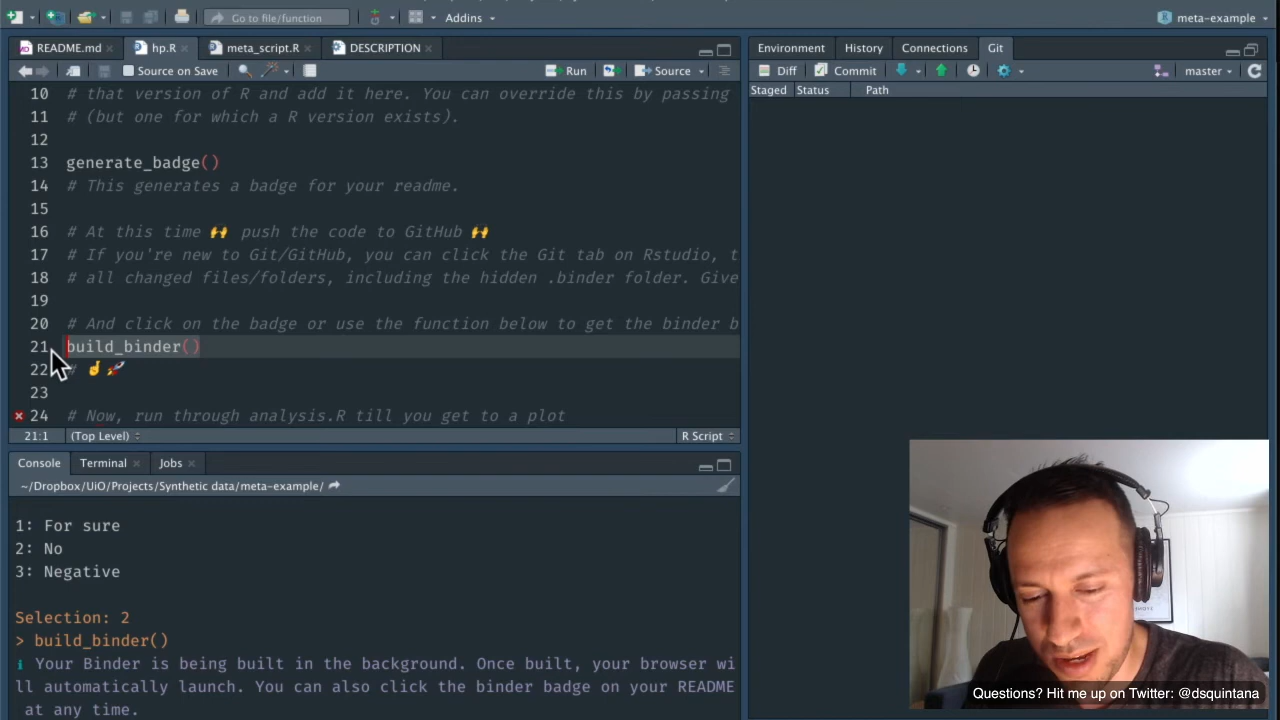 Go to file/function
Addins
meta-example
README.md
hp.R
meta_script.R
DESCRIPTION
Source on Save
Run
Source
10 # that version of R and add it here. You can override this by passing
11 # (but one for which a R version exists).
12
13 generate_badge()
14 # This generates a badge for your readme.
15
16 # At this time 🙌 push the code to GitHub 🙌
17 # If you're new to Git/GitHub, you can click the Git tab on Rstudio, t
18 # all changed files/folders, including the hidden .binder folder. Give
19
20 # And click on the badge or use the function below to get the binder b
21 build_binder()
22 # 🤞🚀
23
24 # Now, run through analysis.R till you get to a plot
21:1 (Top Level) R Script
Console Terminal Jobs
~/Dropbox/UiO/Projects/Synthetic data/meta-example/
1: For sure
2: No
3: Negative
Selection: 2
> build_binder()
i Your Binder is being built in the background. Once built, your browser wi
ll automatically launch. You can also click the binder badge on your README
at any time.
Environment History Connections Git
Diff Commit master
Staged Status Path
Questions? Hit me up on Twitter: @dsquintana